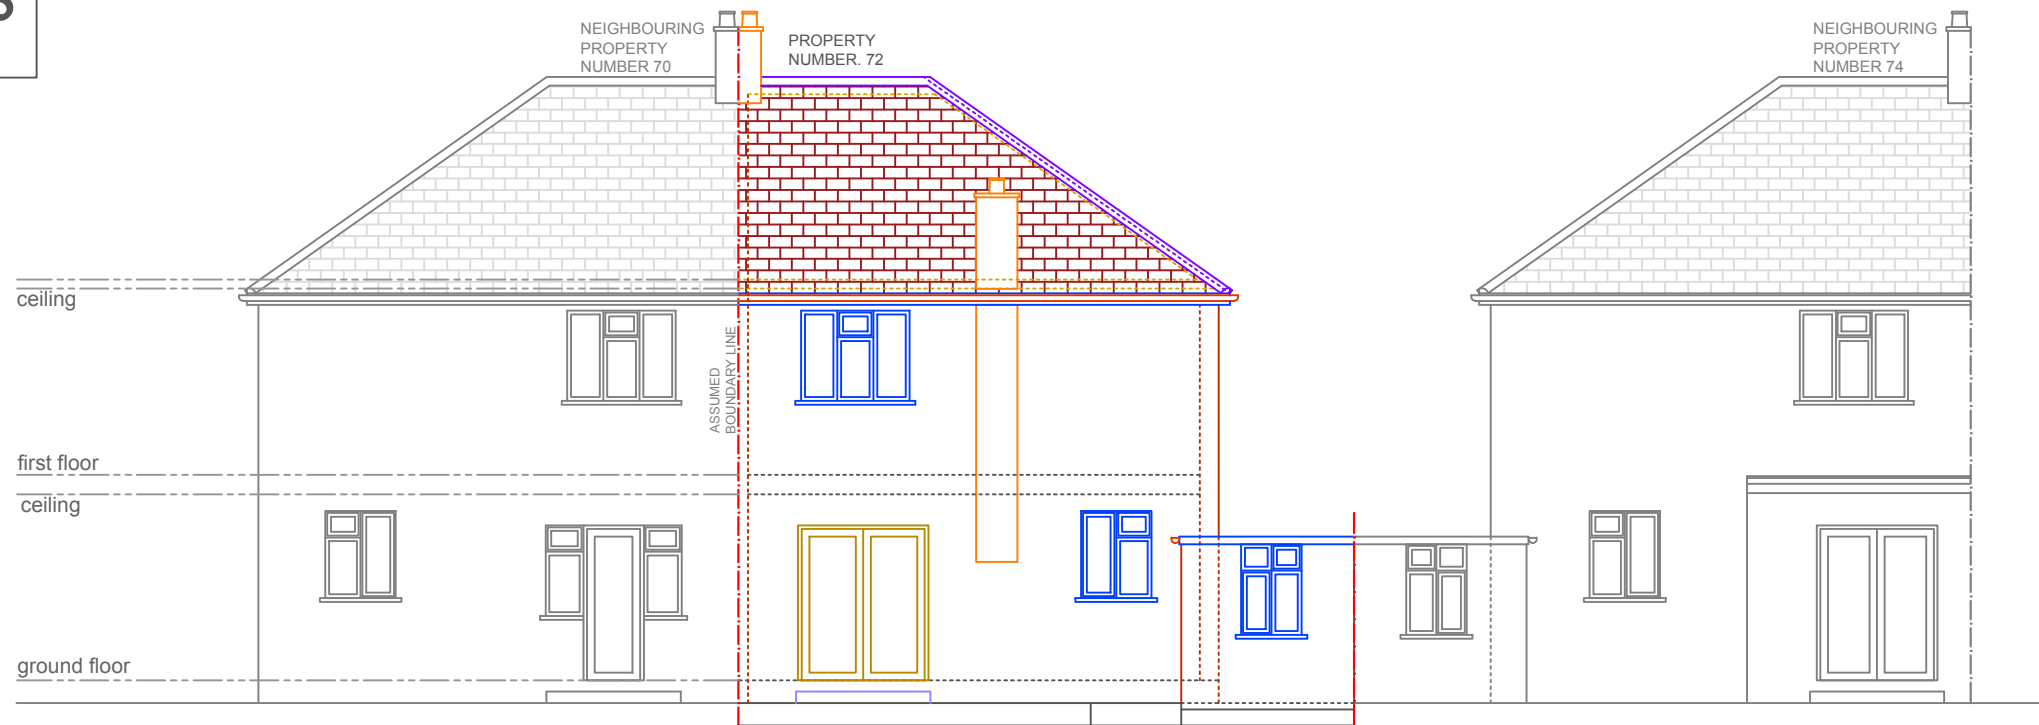 NEIGHBOURING
PROPERTY
NUMBER 70
PROPERTY
NUMBER. 72
NEIGHBOURING
PROPERTY
NUMBER 74
ceiling
ASSUMED
BOUNDARY LINE
first floor
ceiling
ground floor